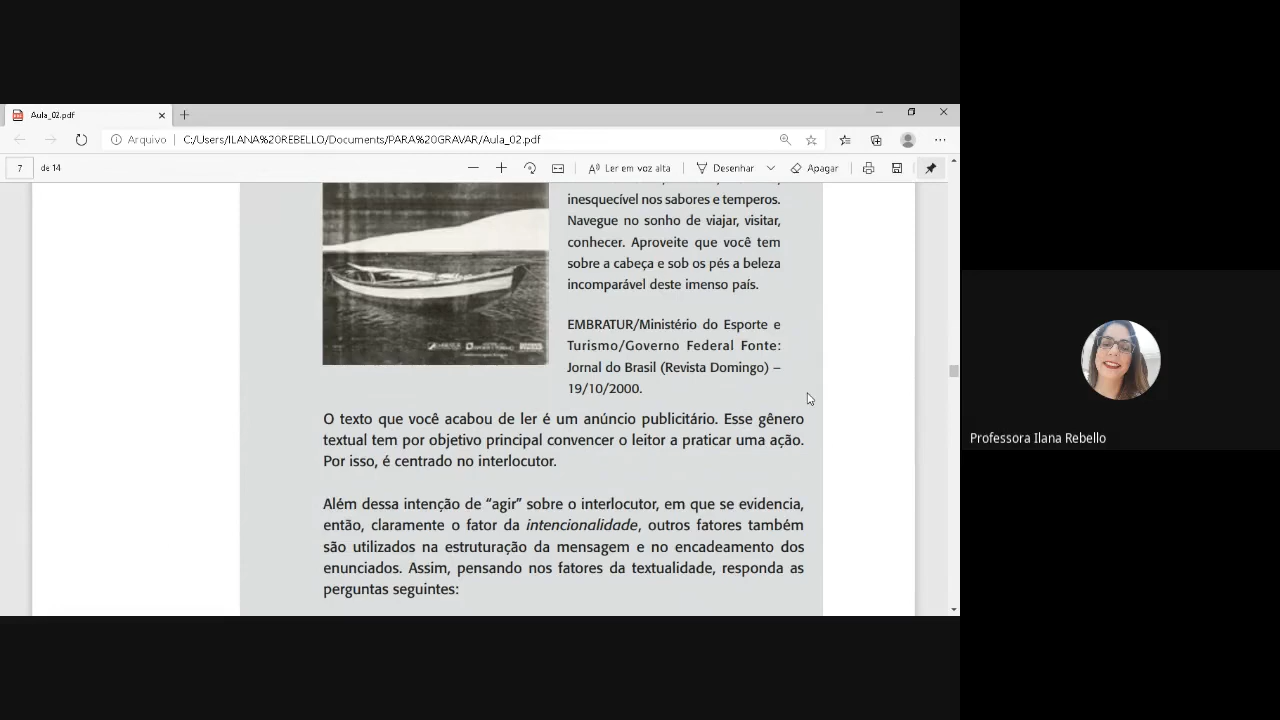 Aula_02.pdf
Arquivo
C:/Users/ILANA%20REBELLO/Documents/PARA%20GRAVAR/Aula_02.pdf
7 de 14
Ler em voz alta
Desenhar
Apagar
inesquecível nos sabores e temperos.
Navegue no sonho de viajar, visitar,
conhecer. Aproveite que você tem
sobre a cabeça e sob os pés a beleza
incomparável deste imenso país.
EMBRATUR/Ministério do Esporte e
Turismo/Governo Federal Fonte:
Jornal do Brasil (Revista Domingo) –
19/10/2000.
O texto que você acabou de ler é um anúncio publicitário. Esse gênero
textual tem por objetivo principal convencer o leitor a praticar uma ação.
Por isso, é centrado no interlocutor.
Além dessa intenção de “agir” sobre o interlocutor, em que se evidencia,
então, claramente o fator da intencionalidade, outros fatores também
são utilizados na estruturação da mensagem e no encadeamento dos
enunciados. Assim, pensando nos fatores da textualidade, responda as
perguntas seguintes:
Professora Ilana Rebello